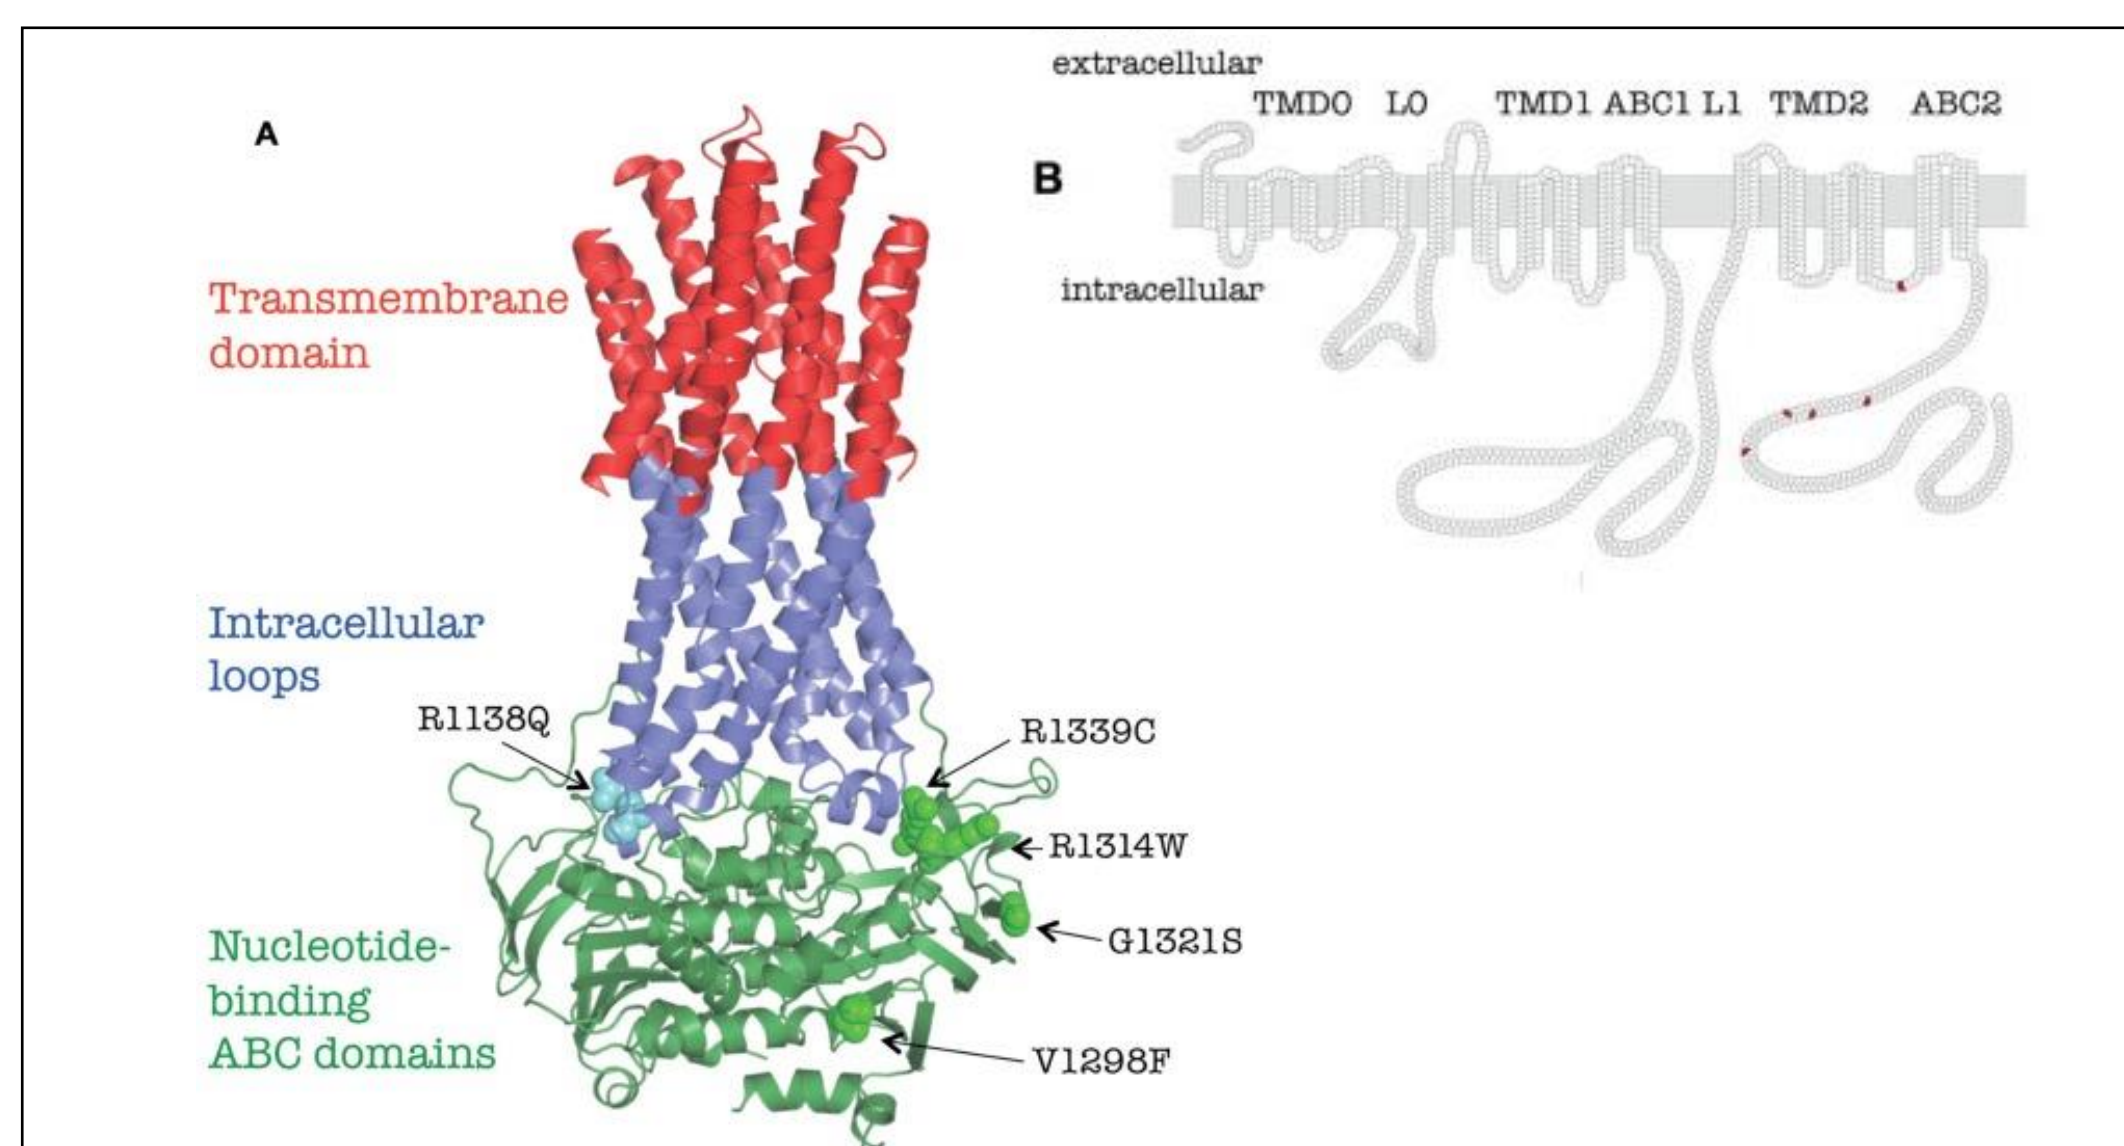 A
Transmembrane
domain
Intracellular
loops
R1138Q
R1339C
R1314W
G1321S
V1298F
Nucleotide-
binding
ABC domains
B
extracellular
TMD0 L0 TMD1 ABC1 L1 TMD2 ABC2
intracellular